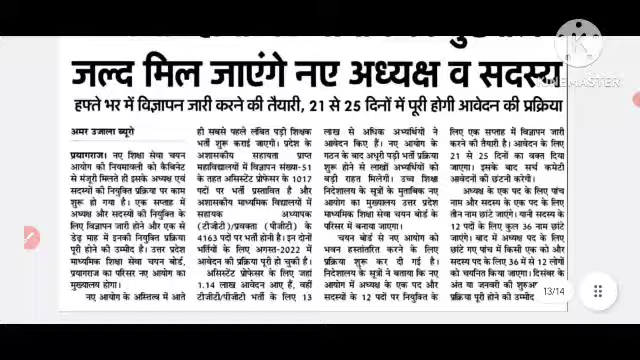 जल्द मिल जाएंगे नए अध्यक्ष व सदस्य
हफ्ते भर में विज्ञापन जारी करने की तैयारी, 21 से 25 दिनों में पूरी होगी आवेदन की प्रक्रिया
अमर उजाला ब्यूरो
प्रयागराज। नए शिक्षा सेवा चयन
आयोग की नियमावली को कैबिनेट
से मंजूरी मिलते ही इसके अध्यक्ष एवं
सदस्यों की नियुक्ति प्रक्रिया पर काम
शुरू हो गया है। एक सप्ताह में
अध्यक्ष और सदस्यों की नियुक्ति के
लिए विज्ञापन जारी होने और एक से
डेढ़ माह में इनकी नियुक्ति प्रक्रिया
पूरी होने की उम्मीद है। उत्तर प्रदेश
माध्यमिक शिक्षा सेवा चयन बोर्ड,
प्रयागराज का परिसर नए आयोग का
मुख्यालय होगा।
नए आयोग के अस्तित्व में आते
ही सबसे पहले लंबित पड़ी शिक्षक
भर्ती शुरू कराई जाएगी। प्रदेश के
अशासकीय सहायता प्राप्त
महाविद्यालयों में विज्ञापन संख्या-51
के तहत असिस्टेंट प्रोफेसर के 1017
पदों पर भर्ती प्रस्तावित है और
अशासकीय माध्यमिक विद्यालयों में
सहायक अध्यापक
(टीजीटी)/प्रवक्ता (पीजीटी) के
4163 पदों पर भर्ती होनी है। इन दोनों
भर्तियों के लिए अगस्त-2022 में
आवेदन की प्रक्रिया पूरी हो चुकी है।
असिस्टेंट प्रोफेसर के लिए जहां
1.14 लाख आवेदन आए हैं, वहीं
टीजीटी/पीजीटी भर्ती के लिए 13
लाख से अधिक अभ्यर्थियों ने
आवेदन किए हैं। नए आयोग के
गठन के बाद अधूरी पड़ी भर्ती प्रक्रिया
शुरू होने से लाखों अभ्यर्थियों को
बड़ी राहत मिलेगी। उच्च शिक्षा
निदेशालय के सूत्रों के मुताबिक नए
आयोग का मुख्यालय उत्तर प्रदेश
माध्यमिक शिक्षा सेवा चयन बोर्ड के
परिसर में बनाया जाएगा।
चयन बोर्ड से नए आयोग को
भवन हस्तांतरित करने के लिए
प्रक्रिया शुरू कर दी गई है।
निदेशालय के सूत्रों ने बताया कि नए
आयोग में अध्यक्ष के एक पद और
सदस्यों के 12 पदों पर नियुक्ति के
लिए एक सप्ताह में विज्ञापन जारी
करने की तैयारी है। आवेदन के लिए
21 से 25 दिनों का वक्त दिया
जाएगा। इसके बाद सर्च कमेटी
आवेदनों की छंटनी करेगी।
अध्यक्ष के एक पद के लिए पांच
नाम और सदस्य के एक पद के लिए
तीन नाम छांटे जाएंगे। यानी सदस्य के
12 पदों के लिए कुल 36 नाम छांटे
जाएंगे। बाद में अध्यक्ष पद के लिए
छांटे गए पांच में किसी एक को और
सदस्य पद के लिए 36 में से 12 लोगों
को चयनित किया जाएगा। दिसंबर के
अंत या जनवरी की
प्रक्रिया पूरी होने की उम्मीद
13/14
KINEMASTER